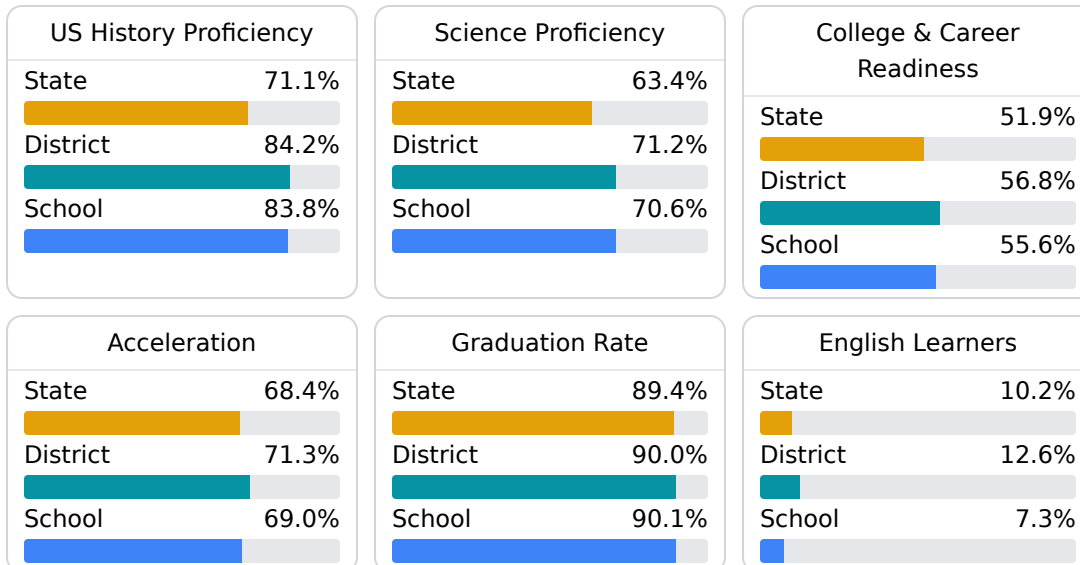 US History Proficiency
State 71.1%
District 84.2%
School 83.8%
Science Proficiency
State 63.4%
District 71.2%
School 70.6%
College & Career
Readiness
State 51.9%
District 56.8%
School 55.6%
Acceleration
State 68.4%
District 71.3%
School 69.0%
Graduation Rate
State 89.4%
District 90.0%
School 90.1%
English Learners
State 10.2%
District 12.6%
School 7.3%